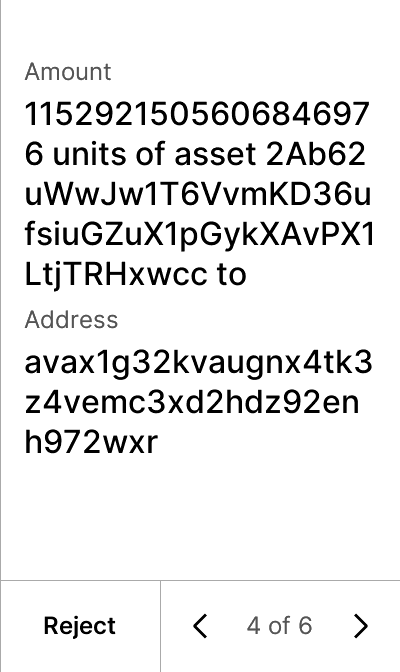 Amount
115292150560684697
6 units of asset 2Ab62
uWwJw1T6VvmKD36u
fsiuGZuX1pGykXAvPX1
LtjTRHxwcc to
Address
avax1g32kvaugnx4tk3
z4vemc3xd2hdz92en
h972wxr
Reject
4 of 6